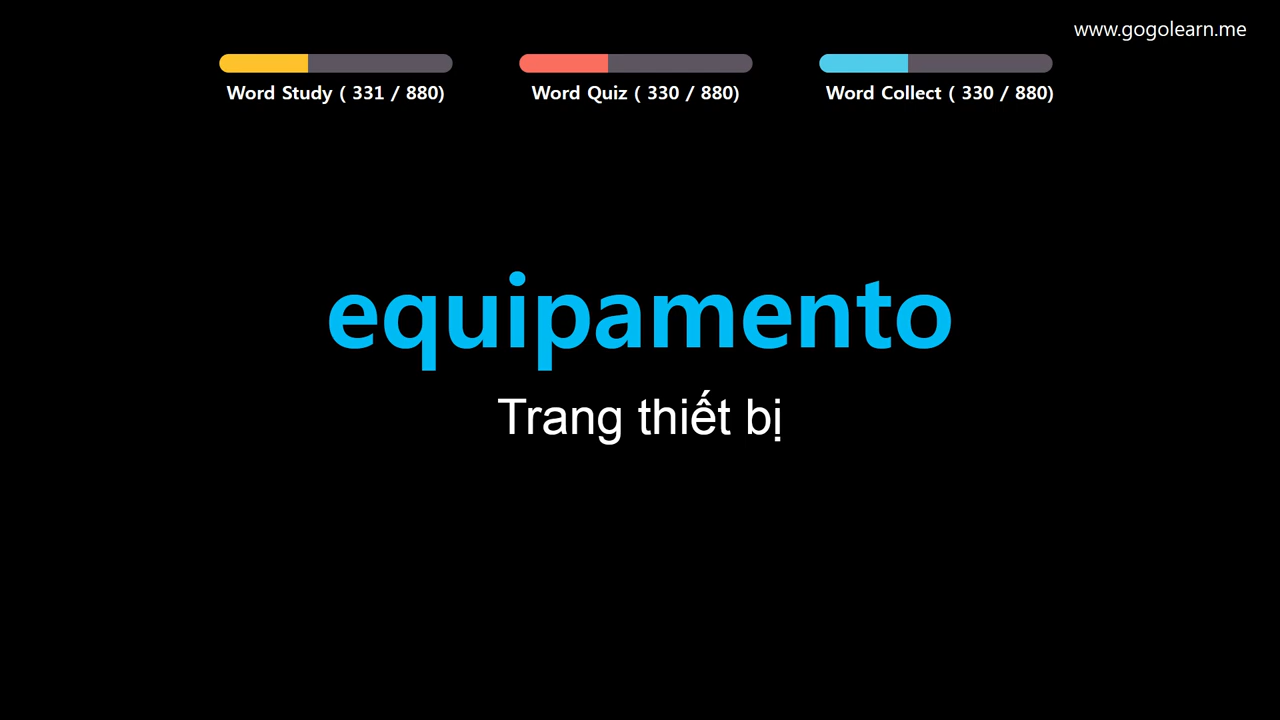 www.gogolearn.me
Word Study ( 331 / 880)
Word Quiz ( 330 / 880)
Word Collect ( 330 / 880)
equipamento
Trang thiết bị